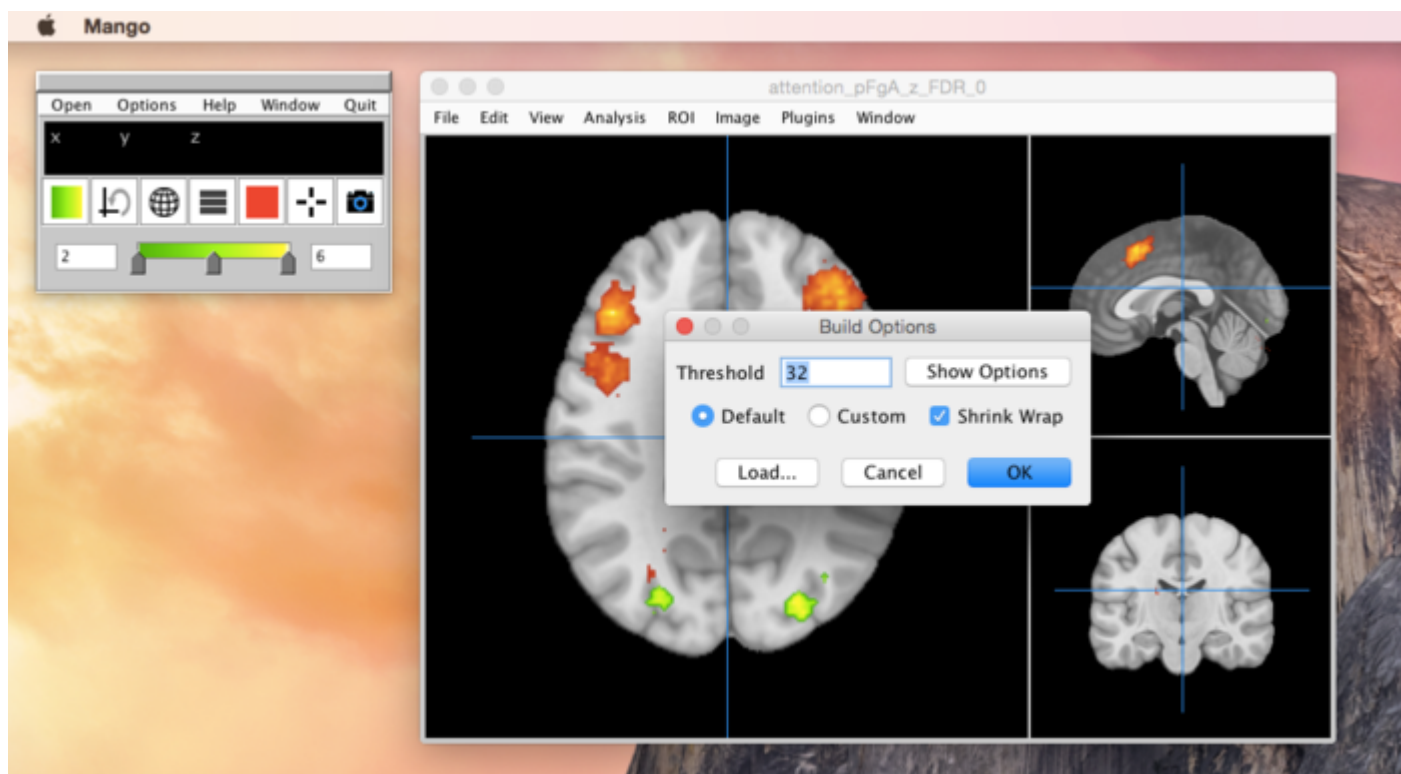 Mango
Open Options Help Window Quit
x y z
2 6
attention_pFgA_z_FDR_0
File Edit View Analysis ROI Image Plugins Window
Build Options
Threshold 32 Show Options
Default Custom Shrink Wrap
Load... Cancel OK